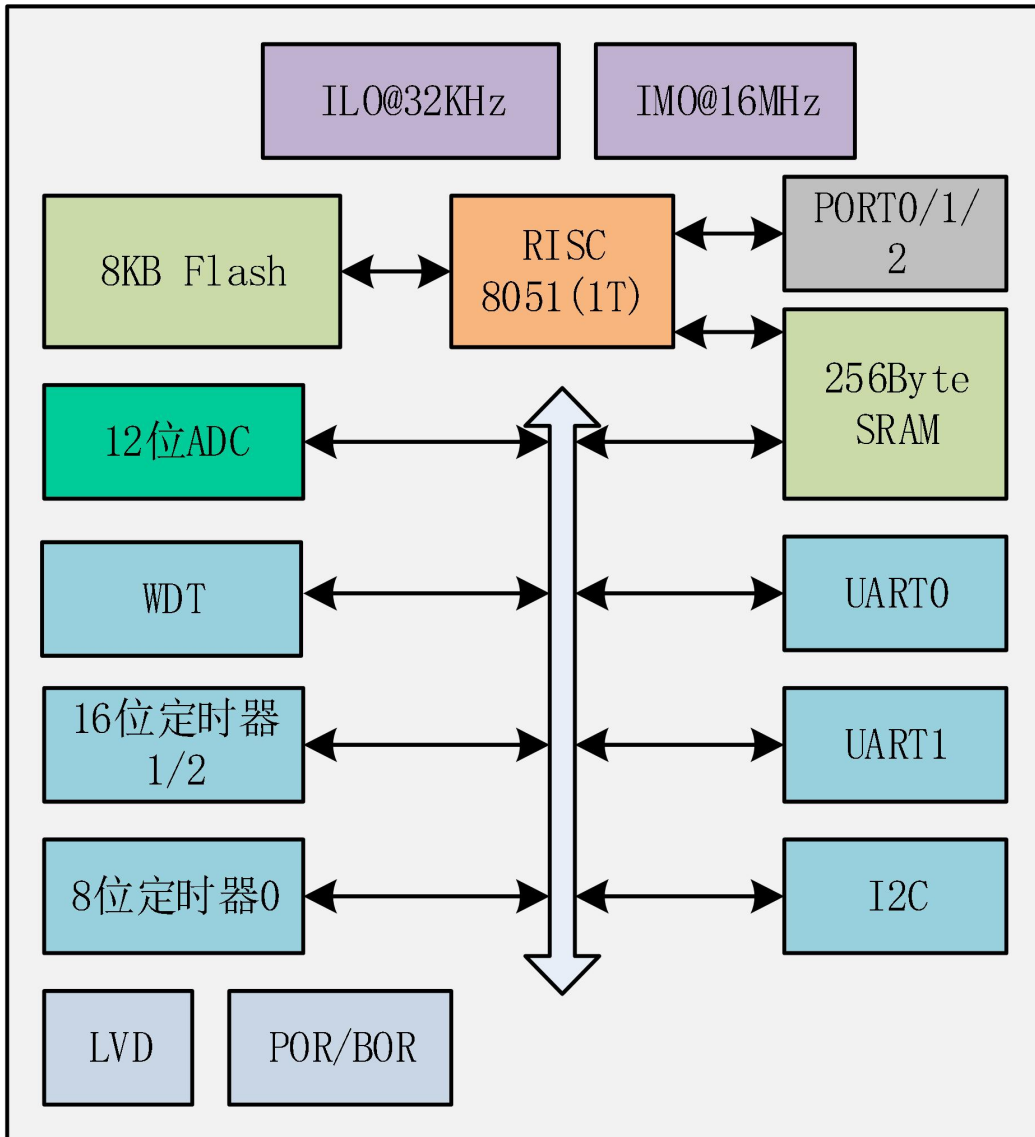 ILO@32KHz
IMO@16MHz
8KB Flash
RISC
8051(1T)
PORT0/1/
2
256Byte
SRAM
12位ADC
WDT
UART0
16位定时器
1/2
UART1
8位定时器0
I2C
LVD
POR/BOR